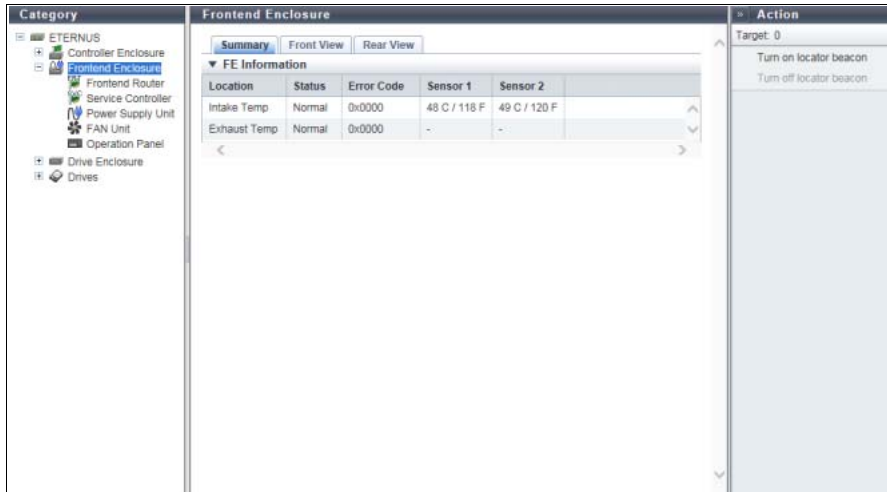 Category
ETERNUS
Controller Enclosure
Frontend Enclosure
Frontend Router
Service Controller
Power Supply Unit
FAN Unit
Operation Panel
Drive Enclosure
Drives
Frontend Enclosure
Summary Front View Rear View
▼ FE Information
Location Status Error Code Sensor 1 Sensor 2
Intake Temp Normal 0x0000 48 C / 118 F 49 C / 120 F
Exhaust Temp Normal 0x0000 - -
» Action
Target: 0
Turn on locator beacon
Turn off locator beacon